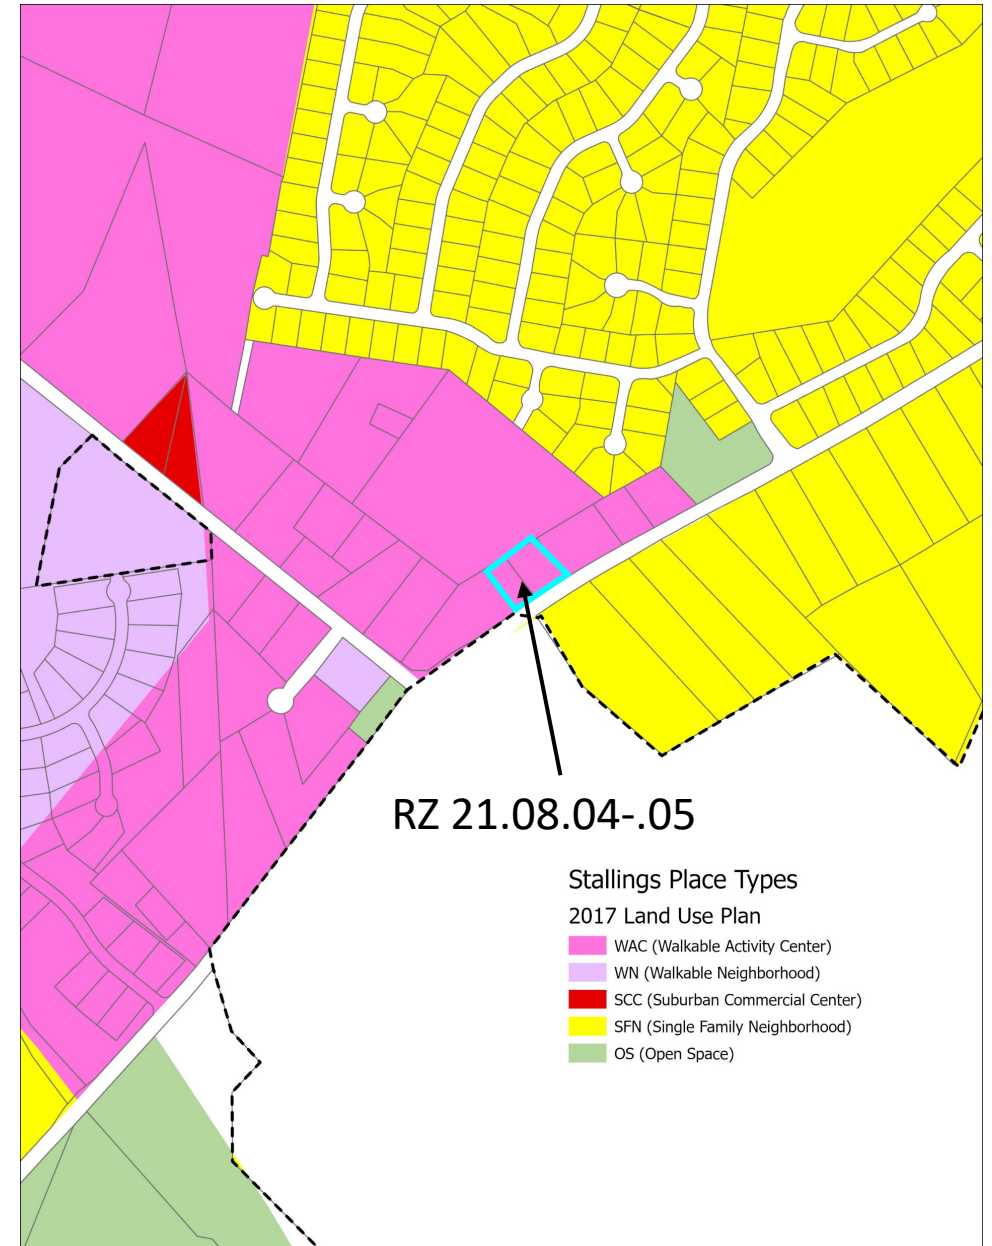 RZ 21.08.04-.05
Stallings Place Types
2017 Land Use Plan
WAC (Walkable Activity Center)
WN (Walkable Neighborhood)
SCC (Suburban Commercial Center)
SFN (Single Family Neighborhood)
OS (Open Space)